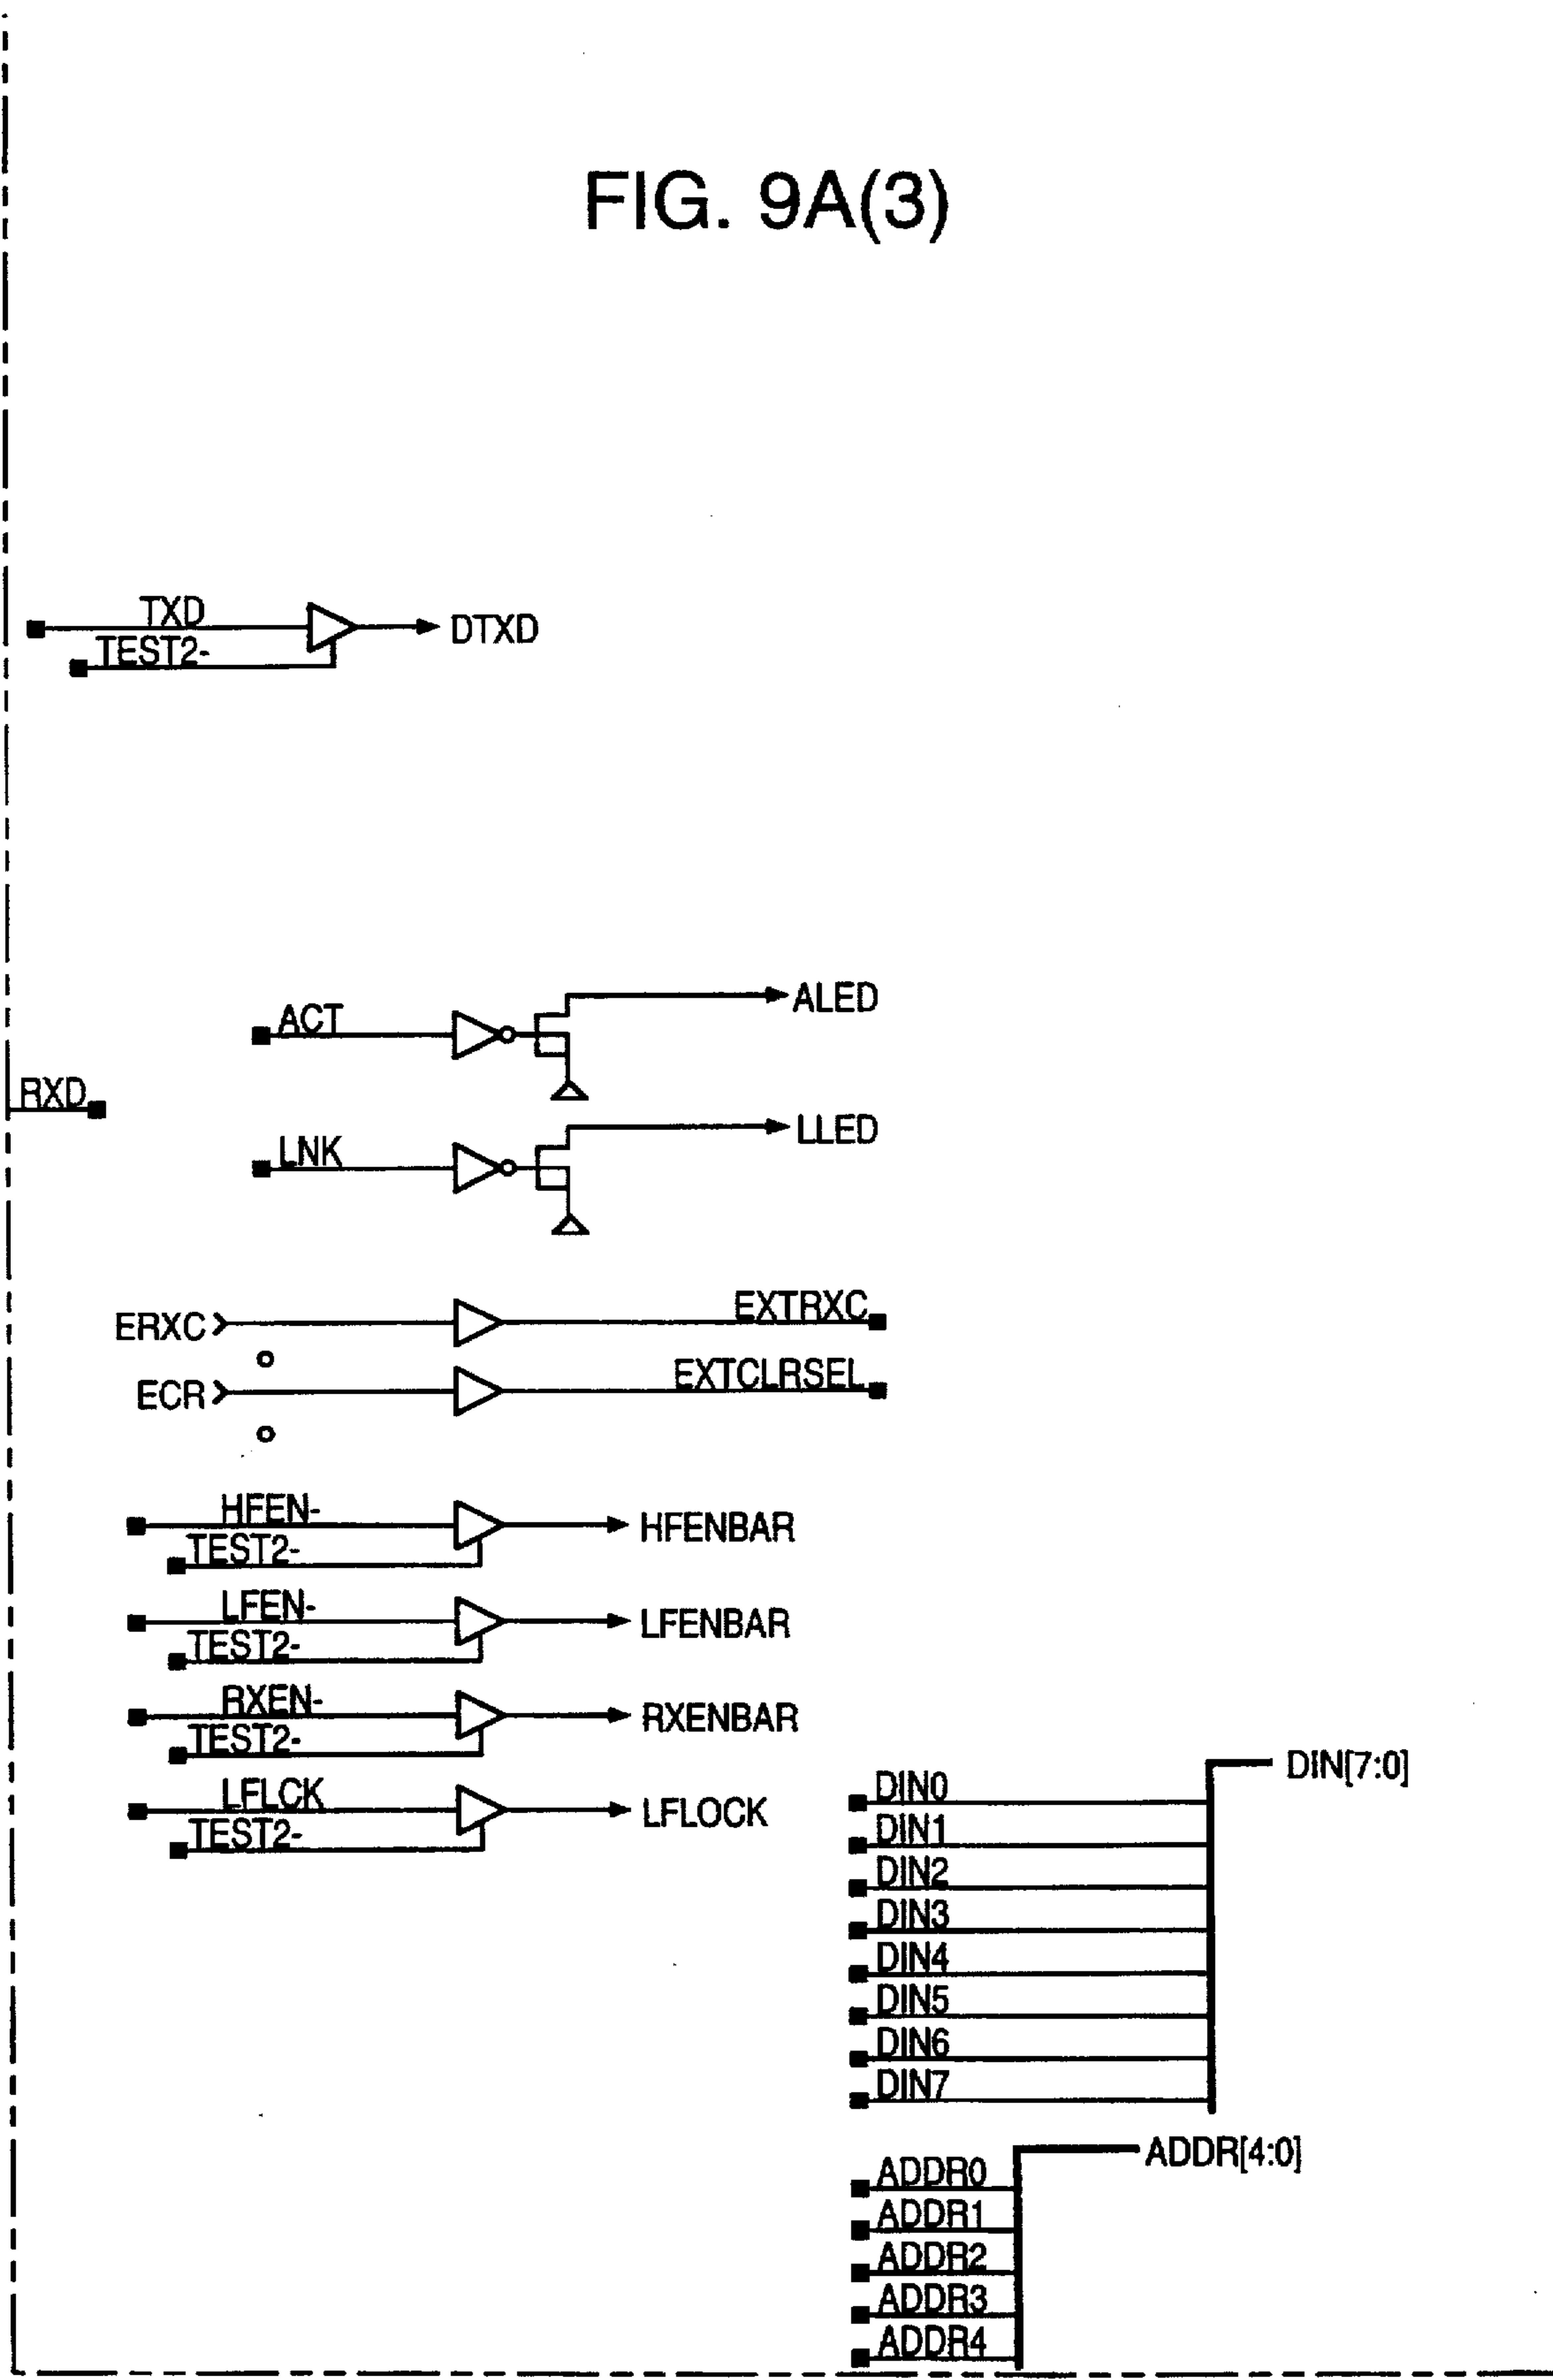 FIG. 9A(3)
TXD
DTXD
TEST2-
ALED
ACT
RXD
LLED
LNK
ERXC
EXTRXC
ECR
EXTCLRSEL
HFEN-
HFENBAR
TEST2-
LFEN-
LFENBAR
TEST2-
RXEN-
RXENBAR
TEST2-
LFLCK
LFLOCK
TEST2-
DIN[7:0]
DIN0
DIN1
DIN2
DIN3
DIN4
DIN5
DIN6
DIN7
ADDR[4:0]
ADDR0
ADDR1
ADDR2
ADDR3
ADDR4